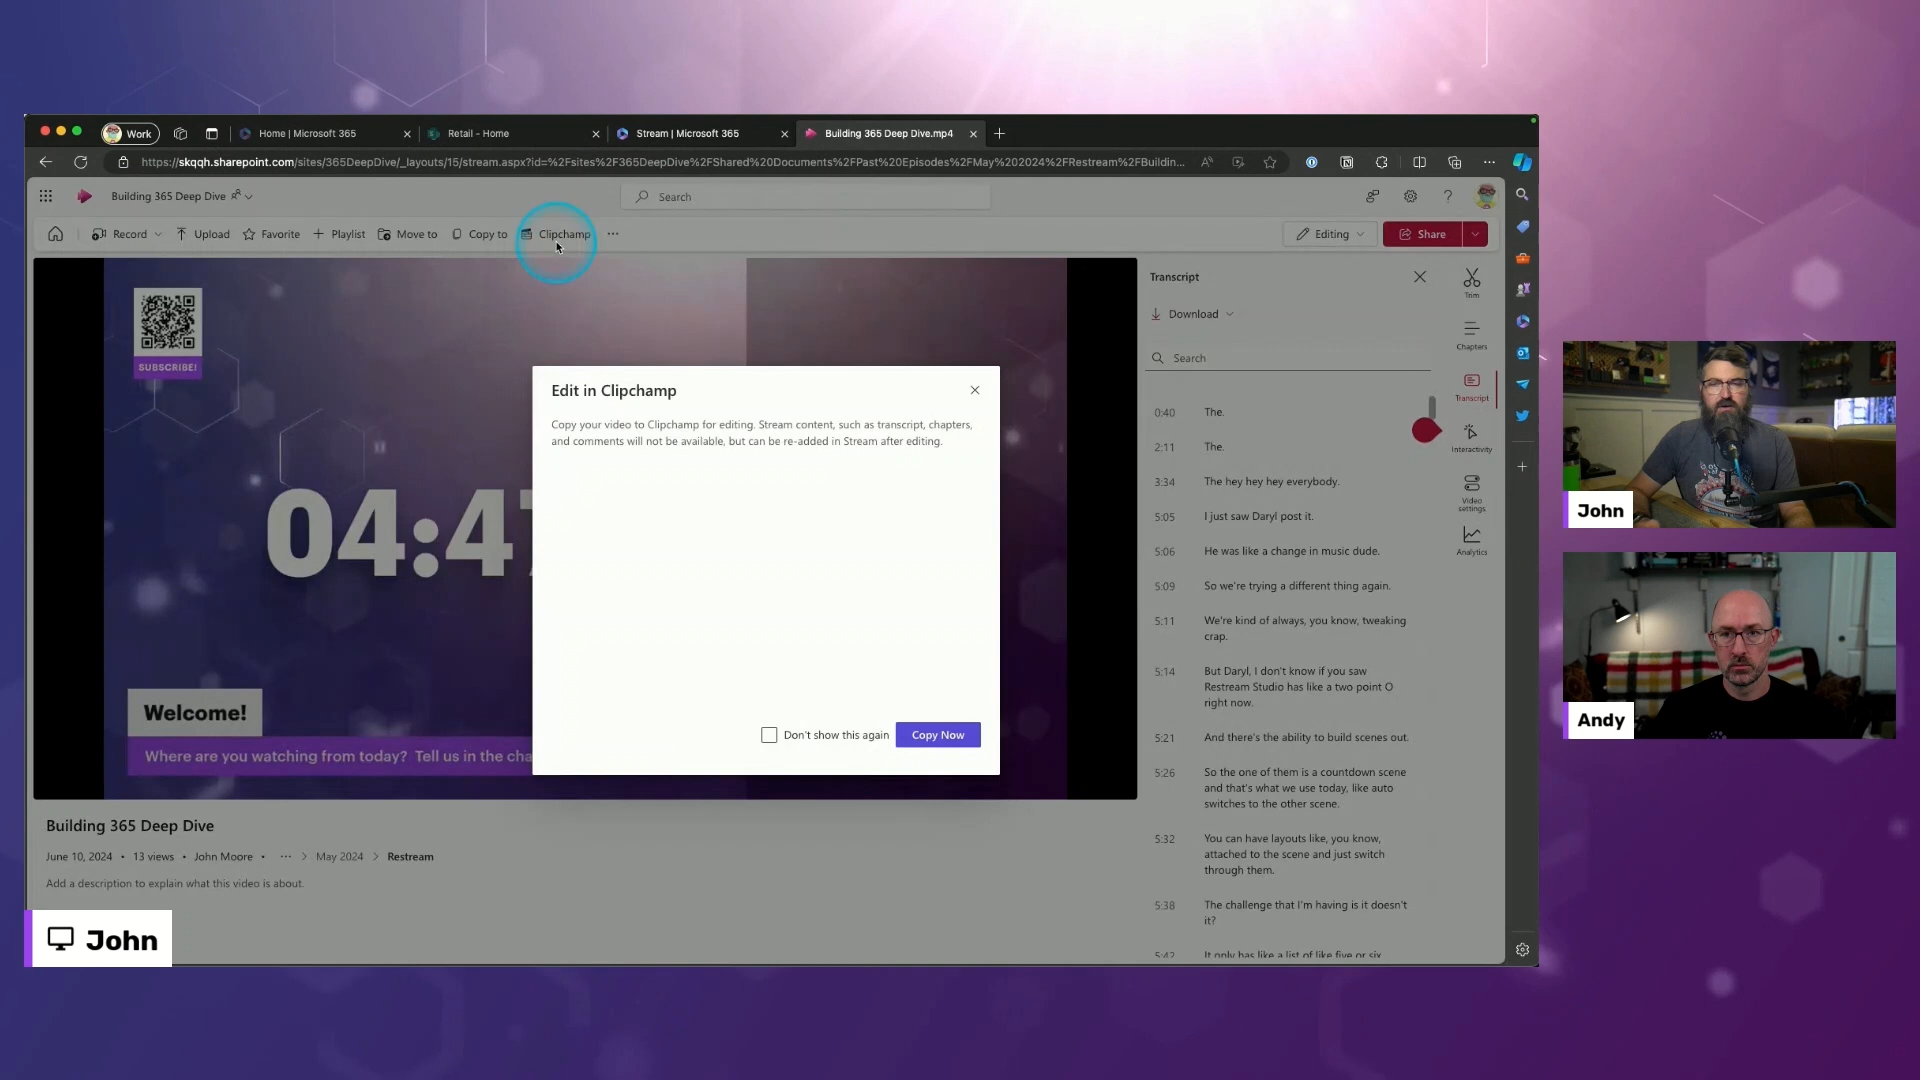 Work
Home | Microsoft 365
Retail - Home
Stream | Microsoft 365
Building 365 Deep Dive.mp4
https://skqqh.sharepoint.com/sites/365DeepDive/_layouts/15/stream.aspx?id=%2Fsites%2F365DeepDive%2FShared%20Documents%2FPast%20Episodes%2FMay%202024%2FRestream%2FBuildin...
Building 365 Deep Dive
Search
Record
Upload
Favorite
Playlist
Move to
Copy to
Clipchamp
Editing
Share
SUBSCRIBE!
04:47
Welcome!
Where are you watching from today? Tell us in the cha
Edit in Clipchamp
Copy your video to Clipchamp for editing. Stream content, such as transcript, chapters,
and comments will not be available, but can be re-added in Stream after editing.
Don't show this again
Copy Now
Transcript
Download
Search
0:40 The.
2:11 The.
3:34 The hey hey hey everybody.
5:05 I just saw Daryl post it.
5:06 He was like a change in music dude.
5:09 So we're trying a different thing again.
5:11 We're kind of always, you know, tweaking
crap.
5:14 But Daryl, I don't know if you saw
Restream Studio has like a two point O
right now.
5:21 And there's the ability to build scenes out.
5:26 So the one of them is a countdown scene
and that's what we use today, like auto
switches to the other scene.
5:32 You can have layouts like, you know,
attached to the scene and just switch
through them.
5:38 The challenge that I'm having is it doesn't
it?
5:42 It only has like a list of like five or six
Trim
Chapters
Transcript
Interactivity
Video
settings
Analytics
Building 365 Deep Dive
June 10, 2024 • 13 views • John Moore • ... > May 2024 > Restream
Add a description to explain what this video is about.
John
John
Andy